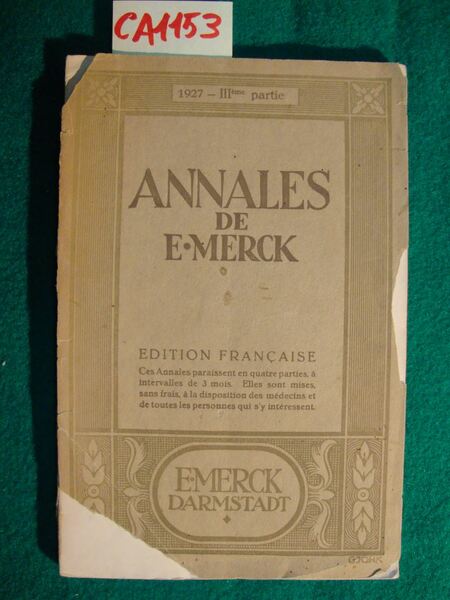 CA1153
1927 – IIIème partie
ANNALES
DE
E·MERCK
EDITION FRANÇAISE
Ces Annales paraissent en quatre parties, à
intervalles de 3 mois. Elles sont mises,
sans frais, à la disposition des médecins et
de toutes les personnes qui s'y intéressent.
E·MERCK
DARMSTADT